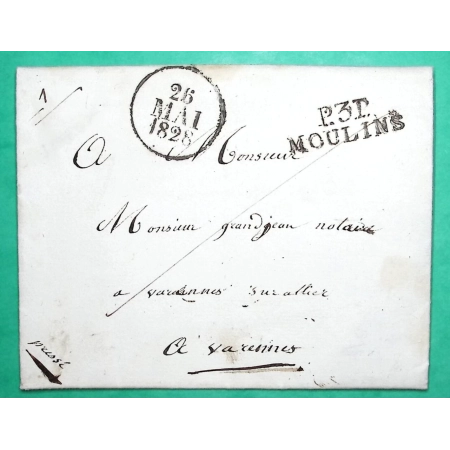 1
26
MAI
1828
P.3.P.
MOULINS
A Monsieur
Monsieur grandjean notaire
a varennes sur allier
A varennes
pressé